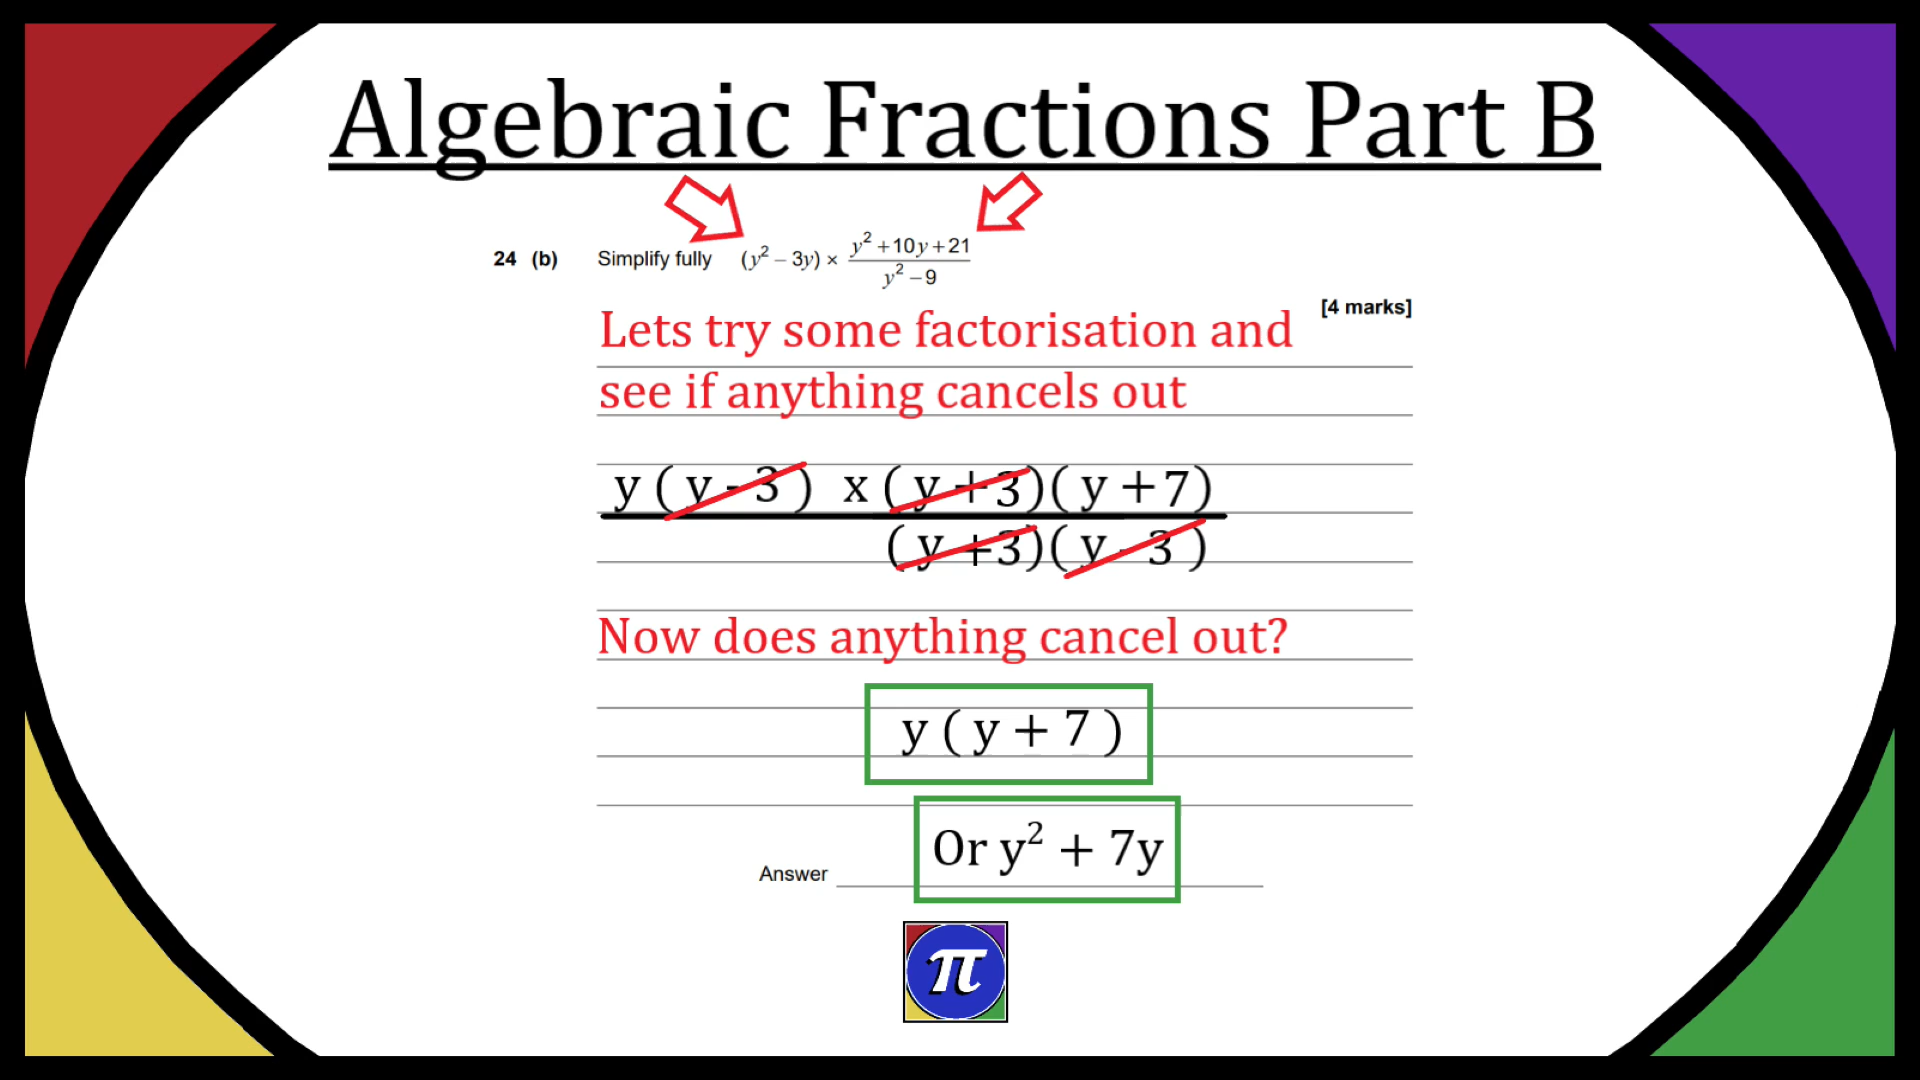 Algebraic Fractions Part B
24 (b) Simplify fully (y² – 3y) × (y² + 10y + 21)/(y² – 9)
[4 marks]
Lets try some factorisation and
see if anything cancels out
y ( y - 3 ) x ( y + 3 )( y + 7 )
( y + 3 )( y - 3 )
Now does anything cancel out?
y ( y + 7 )
Or y² + 7y
Answer
π